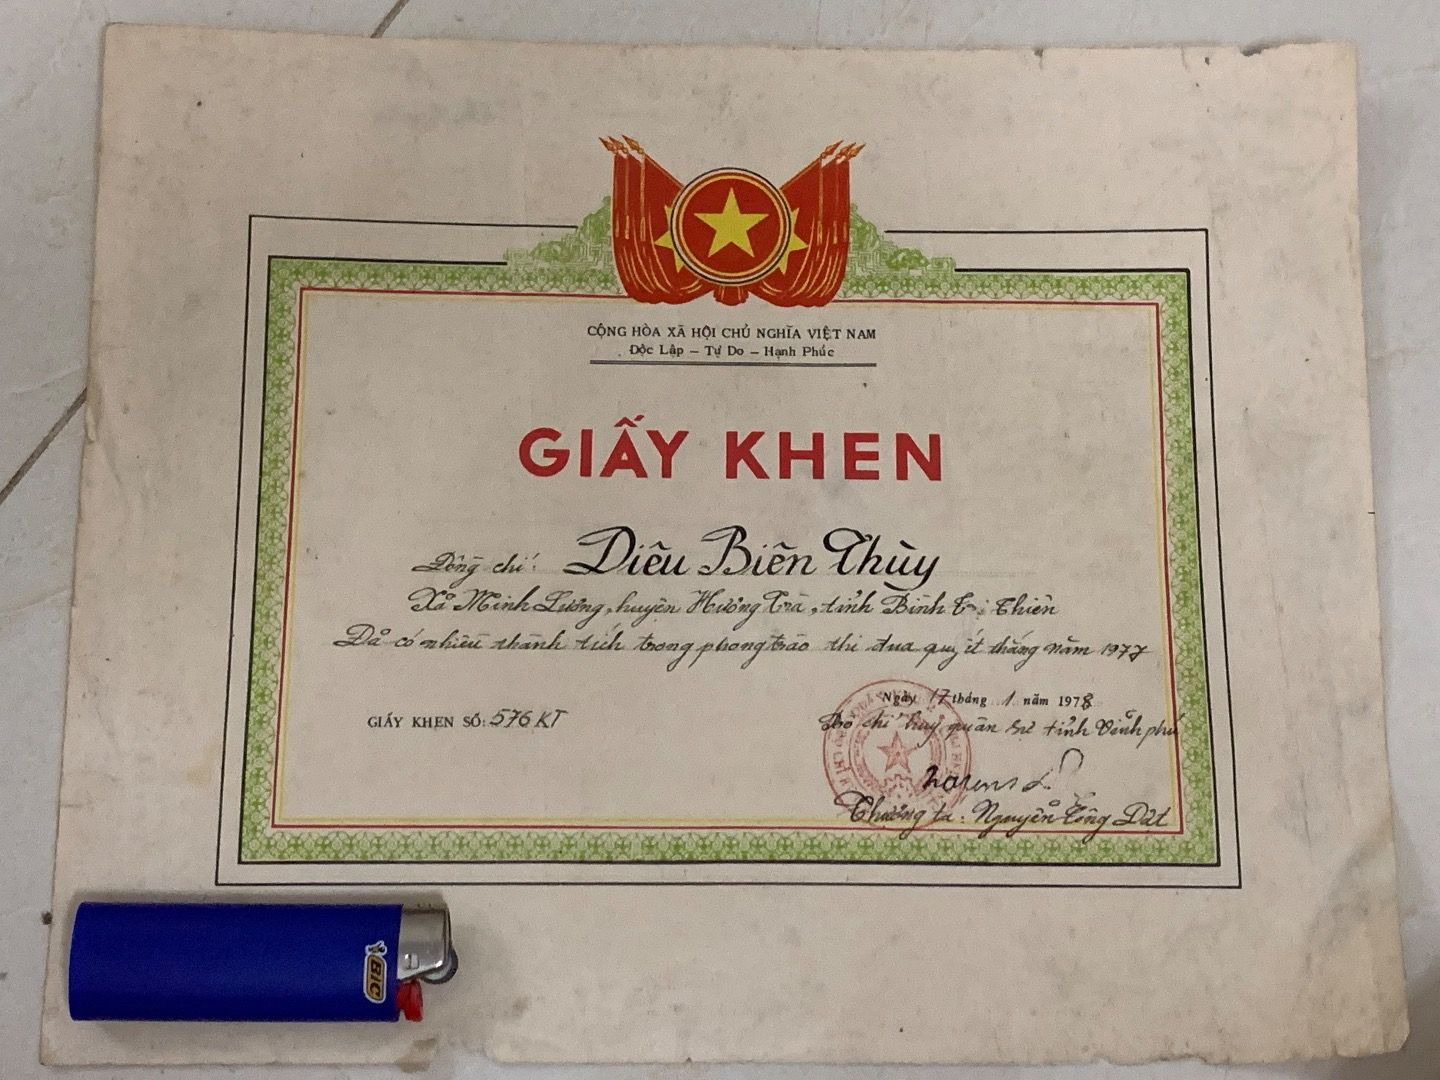 CỘNG HÒA XÃ HỘI CHỦ NGHĨA VIỆT NAM
Độc Lập – Tự Do – Hạnh Phúc
GIẤY KHEN
Đồng chí: Diêu Biên Thùy
Xã Minh Lương, huyện Hương Trà, tỉnh Bình Trị Thiên
Đã có nhiều thành tích trong phong trào thi đua quyết thắng năm 1977
Ngày 17 tháng 1 năm 1978
GIẤY KHEN SỐ: 576 KT
Bộ chỉ huy quân sự tỉnh Vĩnh phú
Thượng tá: Nguyễn Công Dát
BIC